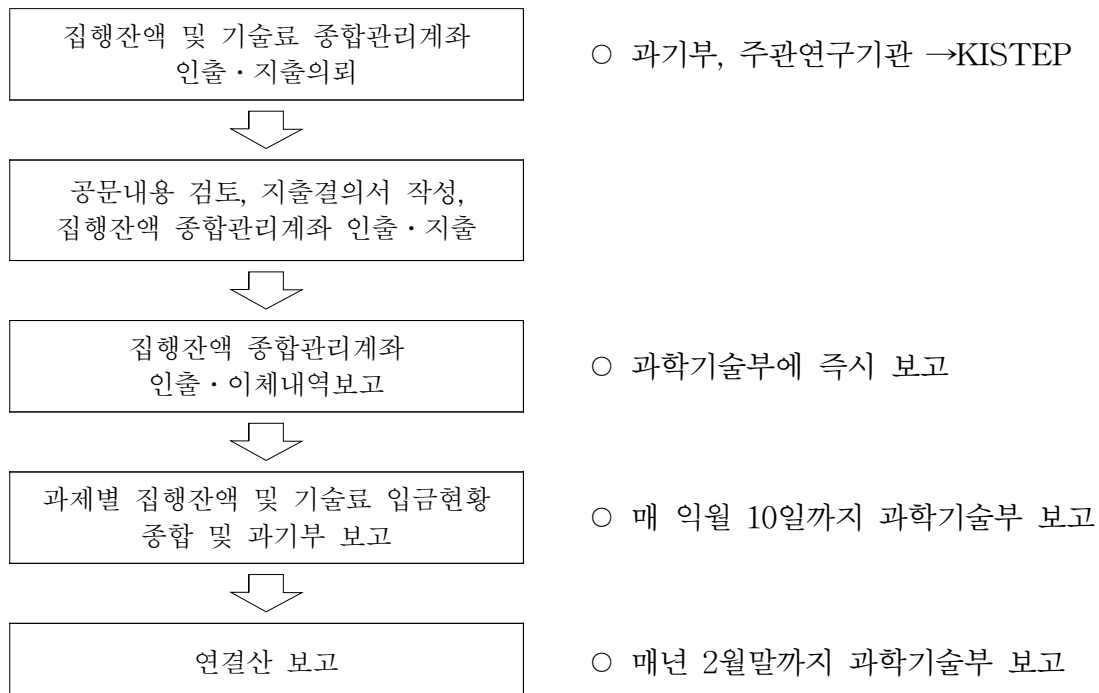 집행잔액 및 기술료 종합관리계좌
인출・지출의뢰
○ 과기부, 주관연구기관 →KISTEP
공문내용 검토, 지출결의서 작성,
집행잔액 종합관리계좌 인출・지출
집행잔액 종합관리계좌
인출・이체내역보고
○ 과학기술부에 즉시 보고
과제별 집행잔액 및 기술료 입금현황
종합 및 과기부 보고
○ 매 익월 10일까지 과학기술부 보고
연결산 보고
○ 매년 2월말까지 과학기술부 보고